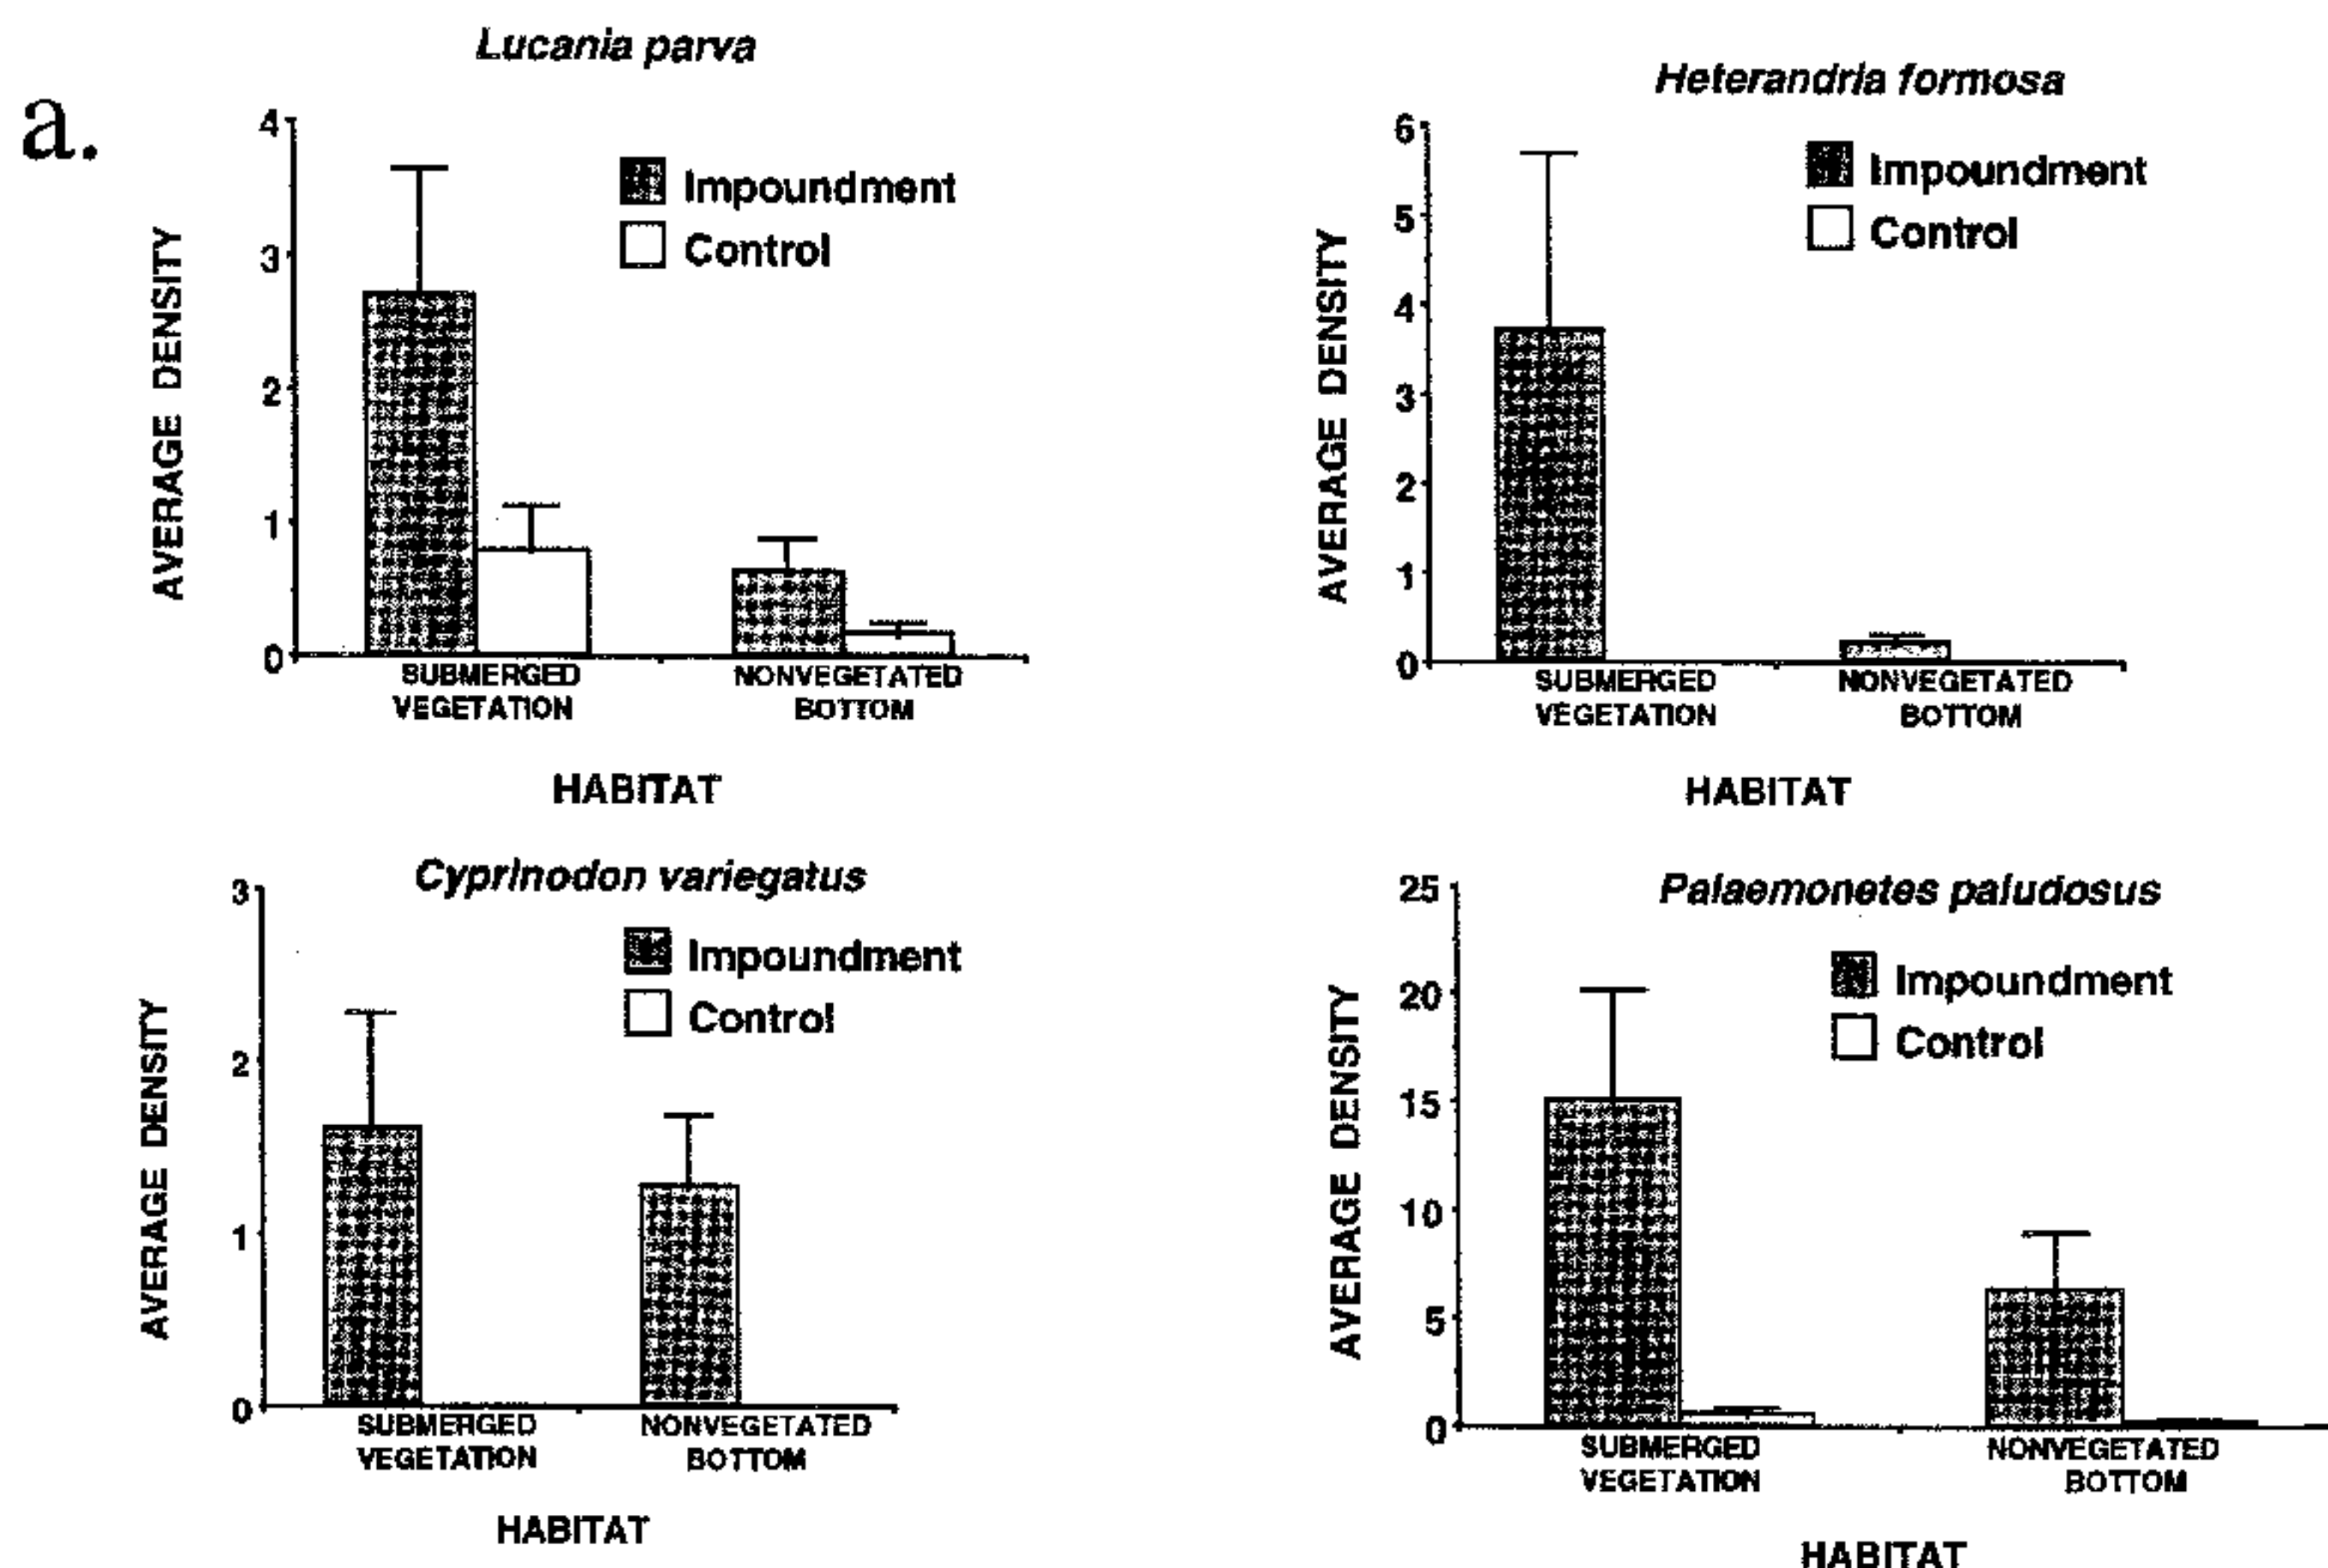 a.
Lucania parva
4
3
2
1
0
AVERAGE DENSITY
Impoundment
Control
SUBMERGED
VEGETATION
NONVEGETATED
BOTTOM
HABITAT
Heterandria formosa
6
5
4
3
2
1
0
AVERAGE DENSITY
Impoundment
Control
SUBMERGED
VEGETATION
NONVEGETATED
BOTTOM
HABITAT
Cyprinodon variegatus
3
2
1
0
AVERAGE DENSITY
Impoundment
Control
SUBMERGED
VEGETATION
NONVEGETATED
BOTTOM
HABITAT
Palaemonetes paludosus
25
20
15
10
5
0
AVERAGE DENSITY
Impoundment
Control
SUBMERGED
VEGETATION
NONVEGETATED
BOTTOM
HABITAT